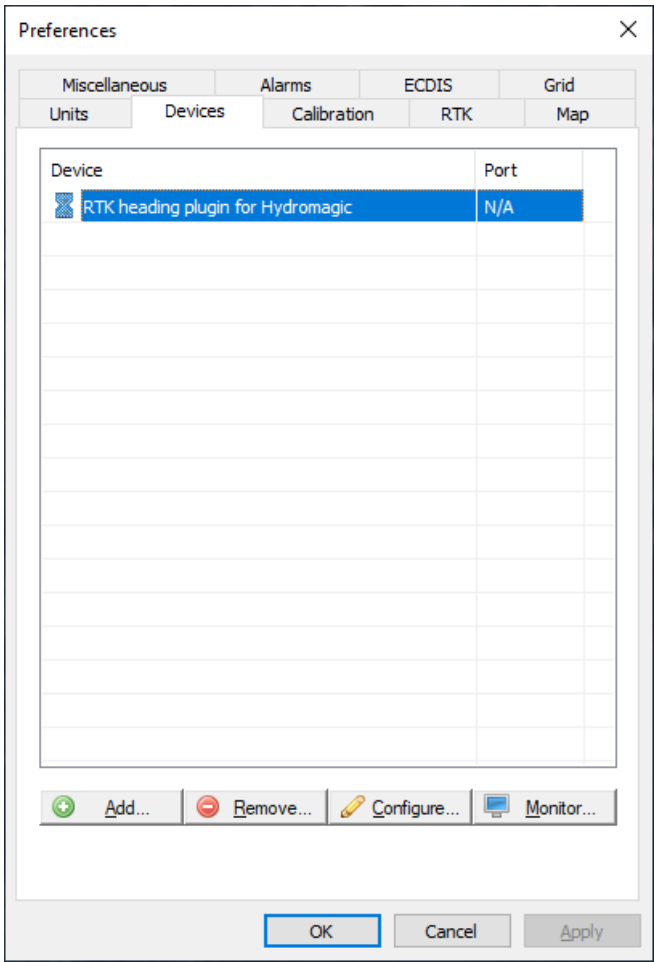 Preferences
Miscellaneous Alarms ECDIS Grid
Units Devices Calibration RTK Map
Device Port
RTK heading plugin for Hydromagic N/A
Add... Remove... Configure... Monitor...
OK Cancel Apply